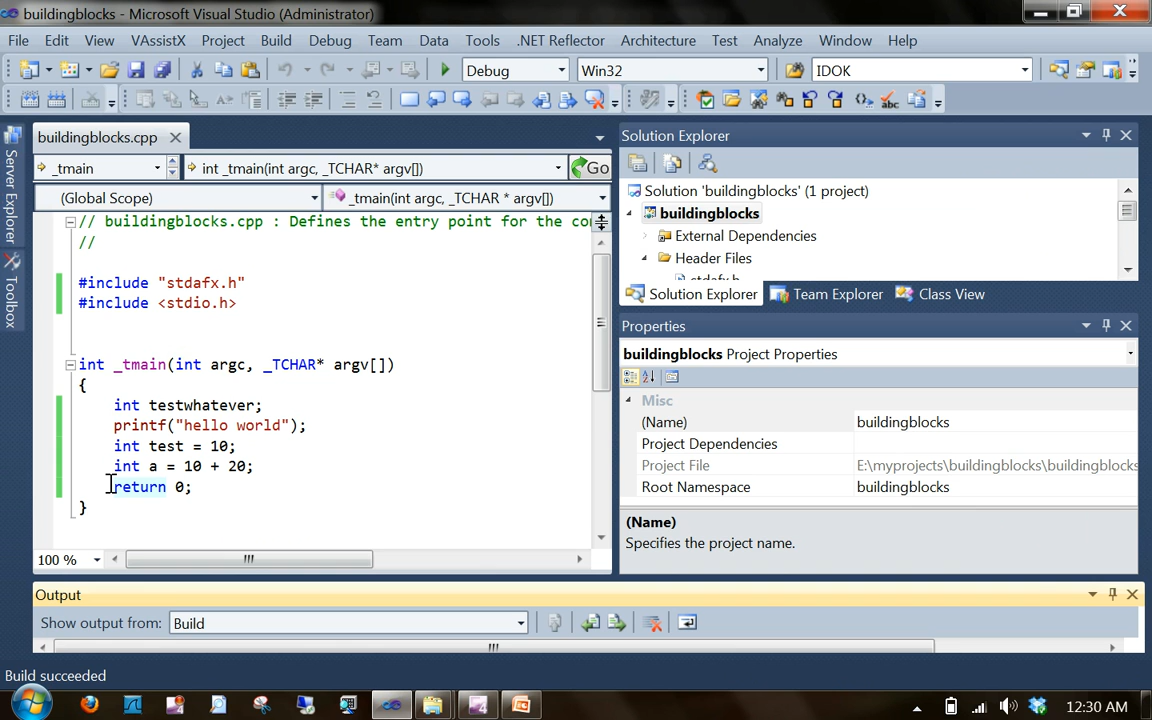 buildingblocks - Microsoft Visual Studio (Administrator)
File Edit View VAssistX Project Build Debug Team Data Tools .NET Reflector Architecture Test Analyze Window Help
Debug Win32 IDOK
Server Explorer
Toolbox
buildingblocks.cpp
_tmain int _tmain(int argc, _TCHAR* argv[]) Go
(Global Scope) _tmain(int argc, _TCHAR * argv[])
// buildingblocks.cpp : Defines the entry point for the co
//
#include "stdafx.h"
#include <stdio.h>
int _tmain(int argc, _TCHAR* argv[])
{
int testwhatever;
printf("hello world");
int test = 10;
int a = 10 + 20;
return 0;
}
100 %
Solution Explorer
Solution 'buildingblocks' (1 project)
buildingblocks
External Dependencies
Header Files
stdafx.h
Solution Explorer Team Explorer Class View
Properties
buildingblocks Project Properties
Misc
(Name) buildingblocks
Project Dependencies
Project File E:\myprojects\buildingblocks\buildingblocks
Root Namespace buildingblocks
(Name)
Specifies the project name.
Output
Show output from: Build
Build succeeded
12:30 AM